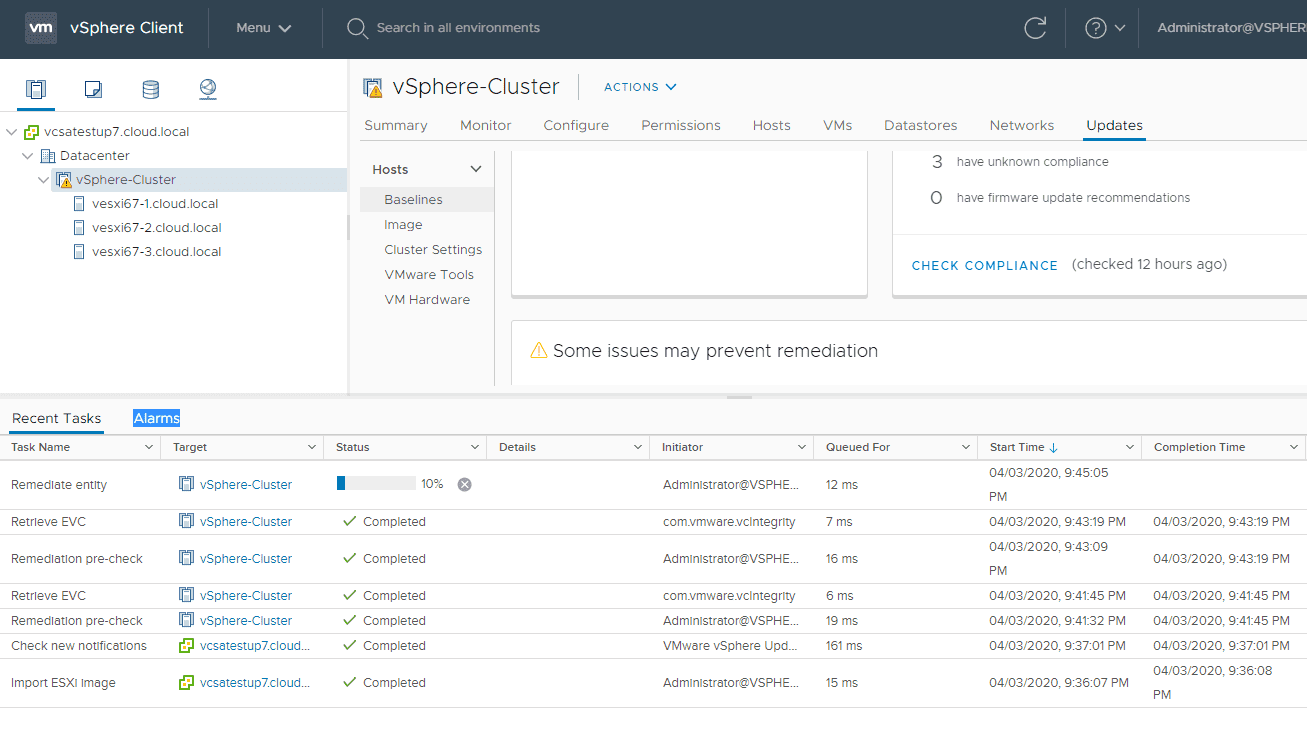 vm vSphere Client Menu Search in all environments Administrator@VSPHER
vcsatestup7.cloud.local
Datacenter
vSphere-Cluster
vesxi67-1.cloud.local
vesxi67-2.cloud.local
vesxi67-3.cloud.local
vSphere-Cluster ACTIONS
Summary Monitor Configure Permissions Hosts VMs Datastores Networks Updates
Hosts
Baselines
Image
Cluster Settings
VMware Tools
VM Hardware
3 have unknown compliance
0 have firmware update recommendations
CHECK COMPLIANCE (checked 12 hours ago)
Some issues may prevent remediation
Recent Tasks Alarms
Task Name Target Status Details Initiator Queued For Start Time Completion Time
Remediate entity vSphere-Cluster 10% Administrator@VSPHE... 12 ms 04/03/2020, 9:45:05
PM
Retrieve EVC vSphere-Cluster Completed com.vmware.vcIntegrity 7 ms 04/03/2020, 9:43:19 PM 04/03/2020, 9:43:19 PM
Remediation pre-check vSphere-Cluster Completed Administrator@VSPHE... 16 ms 04/03/2020, 9:43:09
PM 04/03/2020, 9:43:19 PM
Retrieve EVC vSphere-Cluster Completed com.vmware.vcIntegrity 6 ms 04/03/2020, 9:41:45 PM 04/03/2020, 9:41:45 PM
Remediation pre-check vSphere-Cluster Completed Administrator@VSPHE... 19 ms 04/03/2020, 9:41:32 PM 04/03/2020, 9:41:45 PM
Check new notifications vcsatestup7.cloud... Completed VMware vSphere Upd... 161 ms 04/03/2020, 9:37:01 PM 04/03/2020, 9:37:01 PM
Import ESXi image vcsatestup7.cloud... Completed Administrator@VSPHE... 15 ms 04/03/2020, 9:36:07 PM 04/03/2020, 9:36:08
PM